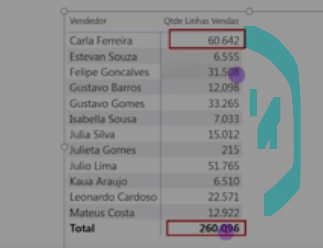 Vendedor Qtde Linhas Vendas
Carla Ferreira 60.642
Estevan Souza 6.555
Felipe Goncalves 31.508
Gustavo Barros 12.098
Gustavo Gomes 33.265
Isabella Sousa 7.033
Julia Silva 15.012
Julieta Gomes 215
Julio Lima 51.765
Kaua Araujo 6.510
Leonardo Cardoso 22.571
Mateus Costa 12.922
Total 260.096